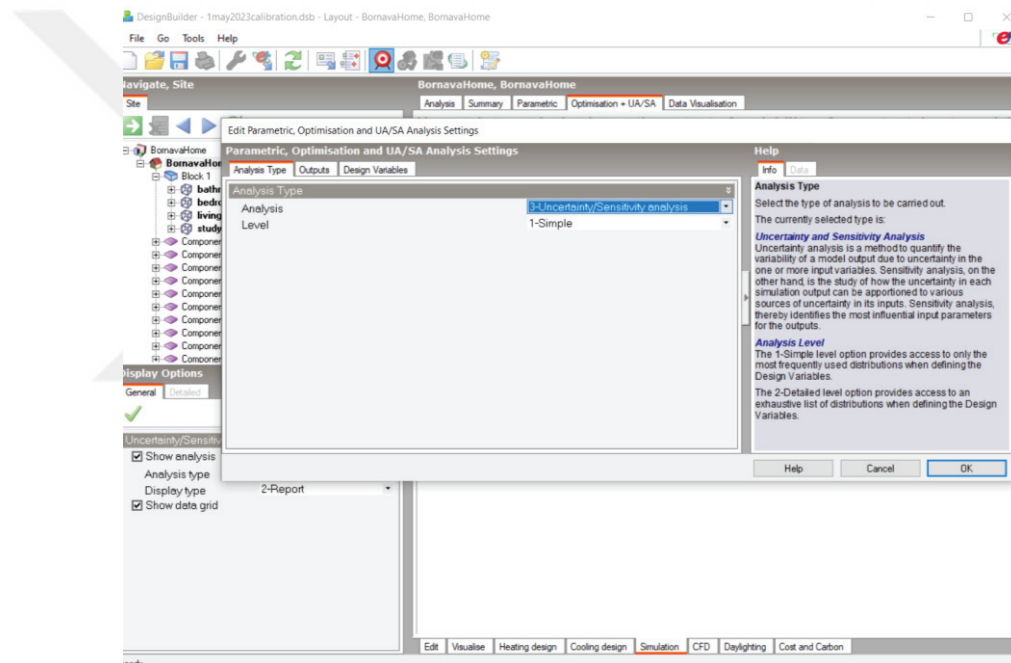 DesignBuilder - 1may2023calibration.dsb - Layout - BornavaHome, BornavaHome
File Go Tools Help
Navigate, Site
BornavaHome, BornavaHome
Site
Analysis Summary Parametric Optimisation + UA/SA Data Visualisation
Edit Parametric, Optimisation and UA/SA Analysis Settings
BornavaHome
BornavaHo
Block 1
bathr
bedro
living
study
Componer
Componer
Componer
Componer
Componer
Componer
Componer
Componer
Componer
Componer
Parametric, Optimisation and UA/SA Analysis Settings
Analysis Type Outputs Design Variables
Analysis Type
Analysis 3-Uncertainty/Sensitivity analysis
Level 1-Simple
Help
Info Data
Analysis Type
Select the type of analysis to be carried out.
The currently selected type is:
Uncertainty and Sensitivity Analysis
Uncertainty analysis is a method to quantify the
variability of a model output due to uncertainty in the
one or more input variables. Sensitivity analysis, on the
other hand, is the study of how the uncertainty in each
simulation output can be apportioned to various
sources of uncertainty in its inputs. Sensitivity analysis,
thereby identifies the most influential input parameters
for the outputs.
Analysis Level
The 1-Simple level option provides access to only the
most frequently used distributions when defining the
Design Variables.
The 2-Detailed level option provides access to an
exhaustive list of distributions when defining the Design
Variables.
Help Cancel OK
Display Options
General Detailed
Uncertainty/Sensitiv
Show analysis
Analysis type
Display type 2-Report
Show data grid
Edit Visualise Heating design Cooling design Simulation CFD Daylighting Cost and Carbon